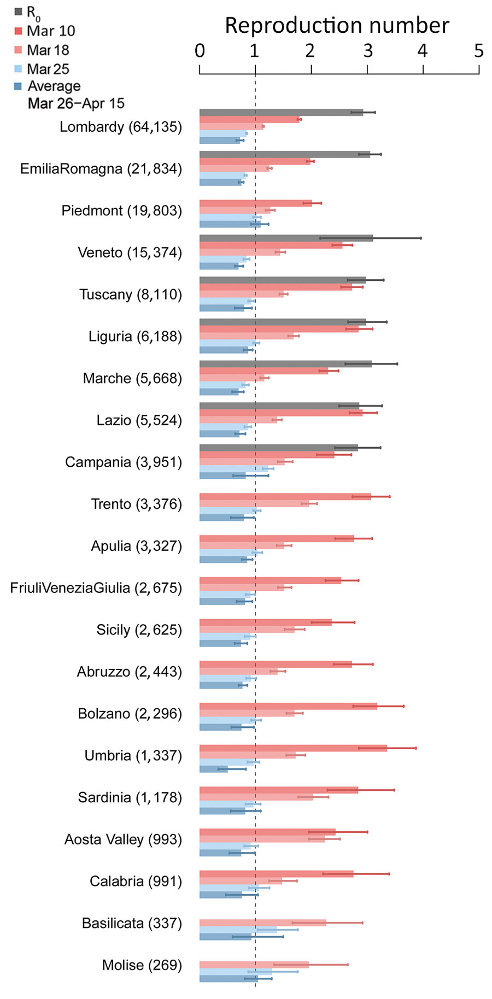 R0
Mar 10
Mar 18
Mar 25
Average
Mar 26–Apr 15
Reproduction number
0 1 2 3 4 5
Lombardy (64,135)
EmiliaRomagna (21,834)
Piedmont (19,803)
Veneto (15,374)
Tuscany (8,110)
Liguria (6,188)
Marche (5,668)
Lazio (5,524)
Campania (3,951)
Trento (3,376)
Apulia (3,327)
FriuliVeneziaGiulia (2,675)
Sicily (2,625)
Abruzzo (2,443)
Bolzano (2,296)
Umbria (1,337)
Sardinia (1,178)
Aosta Valley (993)
Calabria (991)
Basilicata (337)
Molise (269)